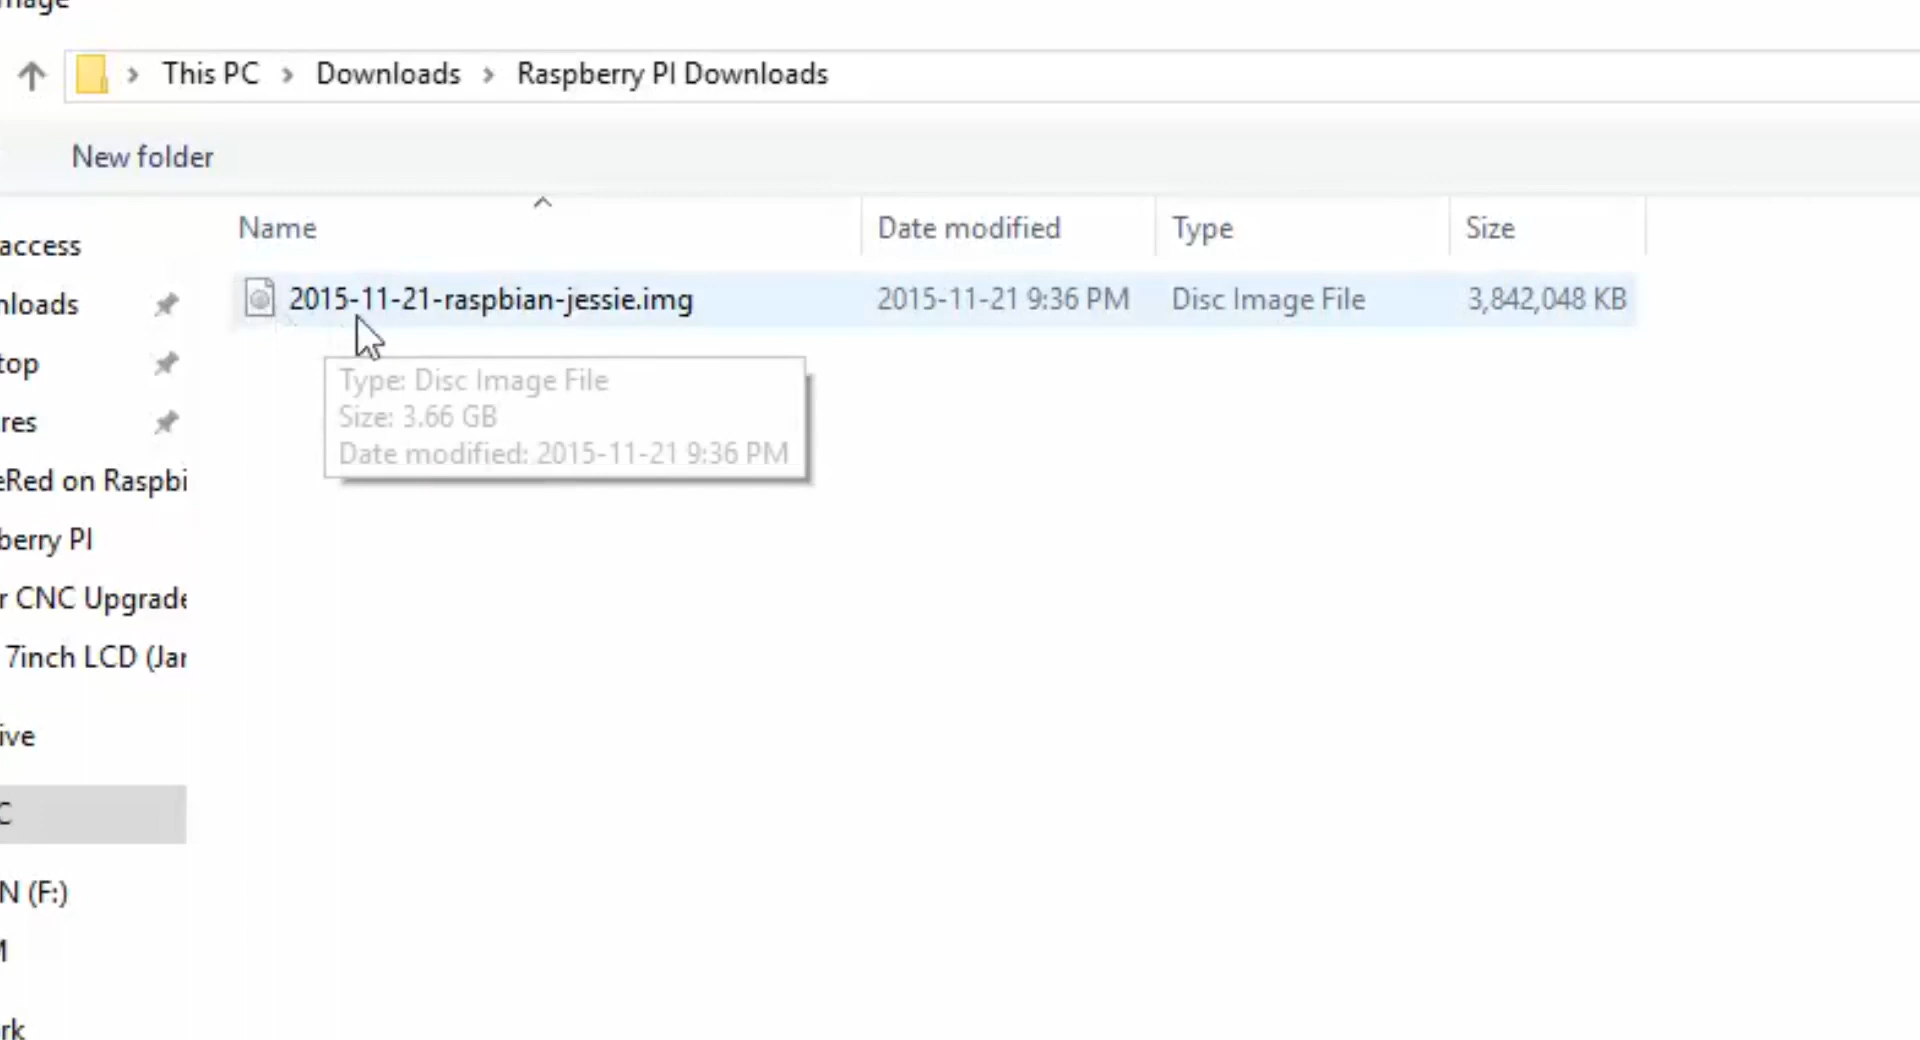 This PC > Downloads > Raspberry PI Downloads
New folder
Name Date modified Type Size
access
2015-11-21-raspbian-jessie.img 2015-11-21 9:36 PM Disc Image File 3,842,048 KB
nloads
Type: Disc Image File
Size: 3.66 GB
Date modified: 2015-11-21 9:36 PM
top
res
eRed on Raspbi
berry PI
r CNC Upgrade
7inch LCD (Jar
ive
C
N (F:)
rk